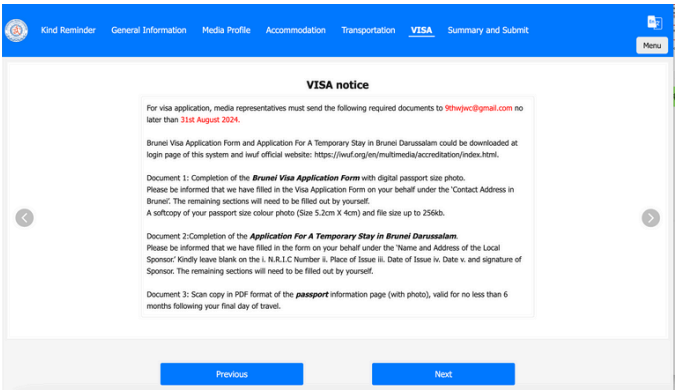 Kind Reminder General Information Media Profile Accommodation Transportation VISA Summary and Submit
Menu
VISA notice
For visa application, media representatives must send the following required documents to 9thwjwc@gmail.com no
later than 31st August 2024.
Brunei Visa Application Form and Application For A Temporary Stay in Brunei Darussalam could be downloaded at
login page of this system and iwuf official website: https://iwuf.org/en/multimedia/accreditation/index.html.
Document 1: Completion of the Brunei Visa Application Form with digital passport size photo.
Please be informed that we have filled in the Visa Application Form on your behalf under the 'Contact Address in
Brunei'. The remaining sections will need to be filled out by yourself.
A softcopy of your passport size colour photo (Size 5.2cm X 4cm) and file size up to 256kb.
Document 2:Completion of the Application For A Temporary Stay in Brunei Darussalam.
Please be informed that we have filled in the form on your behalf under the 'Name and Address of the Local
Sponsor.' Kindly leave blank on the i. N.R.I.C Number ii. Place of Issue iii. Date of Issue iv. Date v. and signature of
Sponsor. The remaining sections will need to be filled out by yourself.
Document 3: Scan copy in PDF format of the passport information page (with photo), valid for no less than 6
months following your final day of travel.
Previous
Next